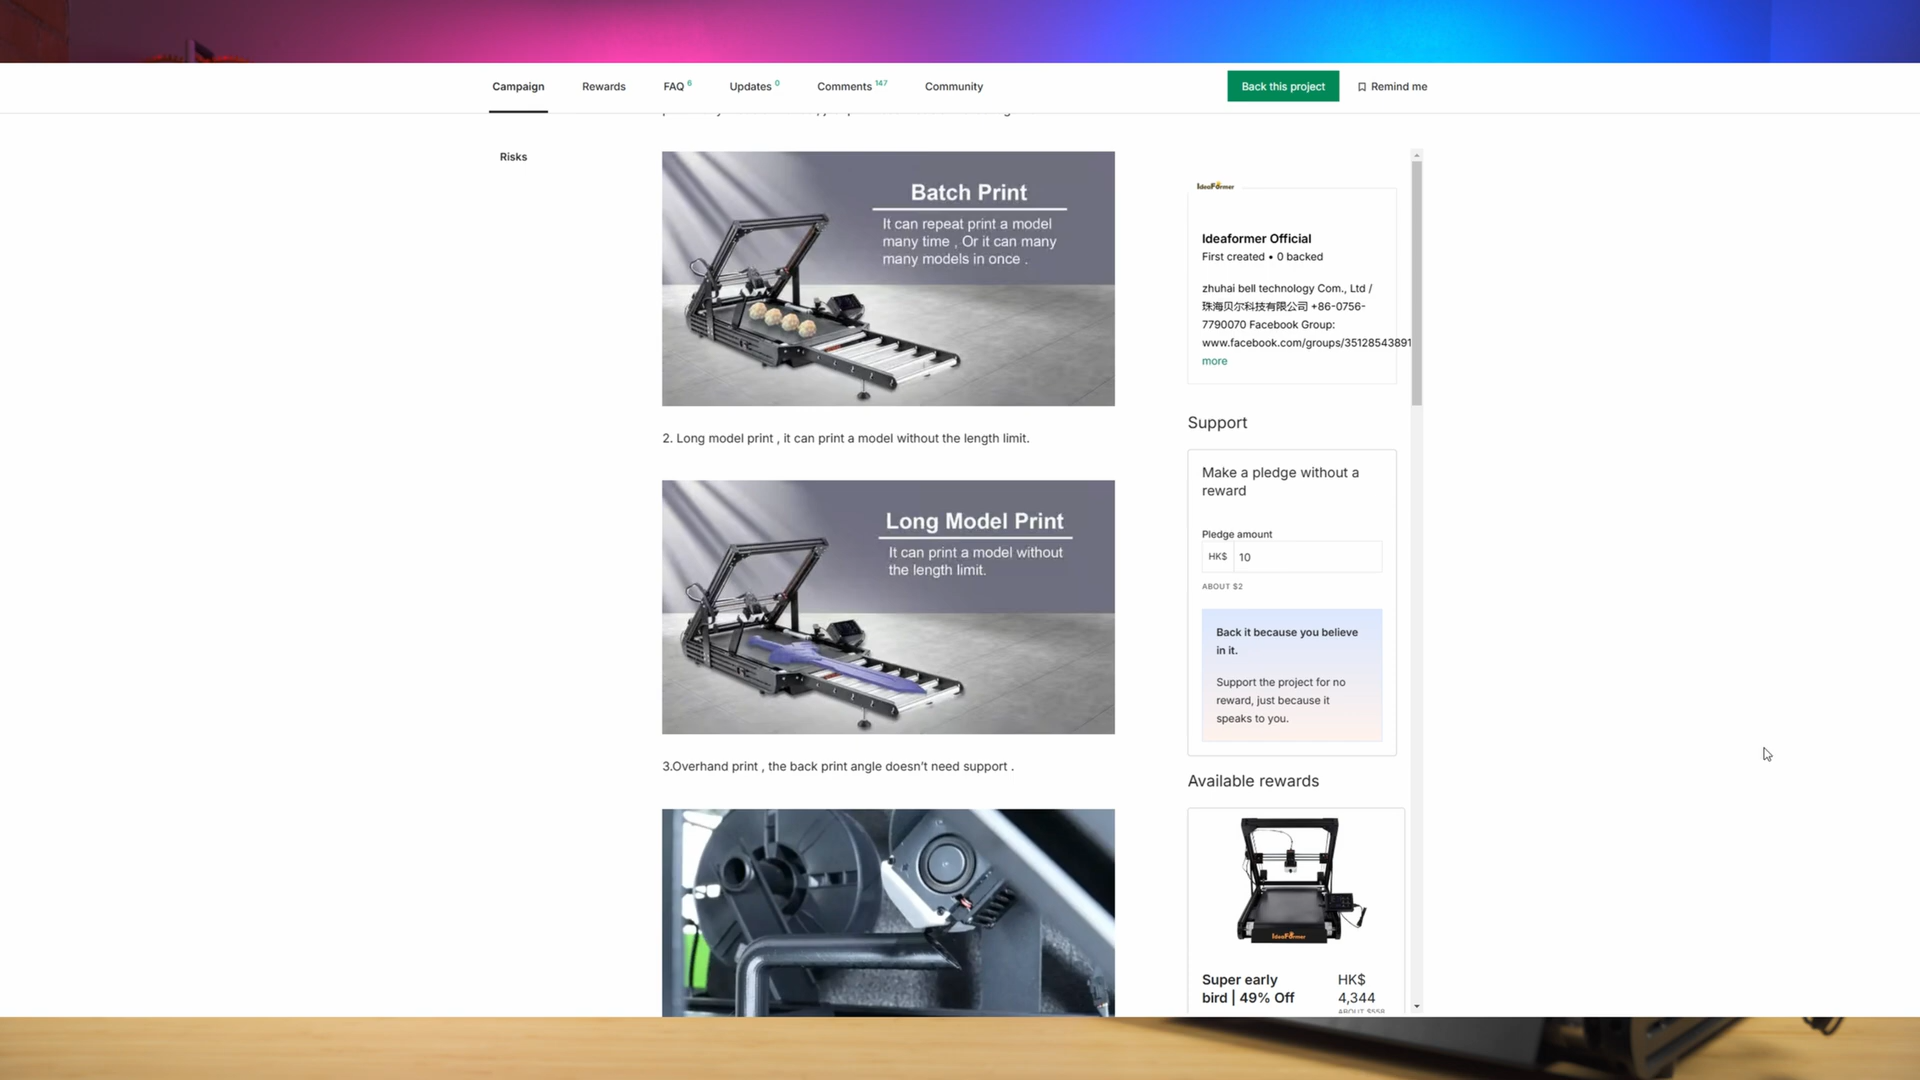 Campaign
Rewards
FAQ 6
Updates 0
Comments 147
Community
Back this project
Remind me
Risks
Batch Print
It can repeat print a model
many time , Or it can many
many models in once .
2. Long model print , it can print a model without the length limit.
Long Model Print
It can print a model without
the length limit.
3.Overhand print , the back print angle doesn’t need support .
IdeaFormer
Ideaformer Official
First created • 0 backed
zhuhai bell technology Com., Ltd /
珠海贝尔科技有限公司 +86-0756-
7790070 Facebook Group:
www.facebook.com/groups/35128543891
more
Support
Make a pledge without a
reward
Pledge amount
HK$ 10
ABOUT $2
Back it because you believe
in it.
Support the project for no
reward, just because it
speaks to you.
Available rewards
IdeaFormer
Super early
bird | 49% Off
HK$
4,344
ABOUT $558